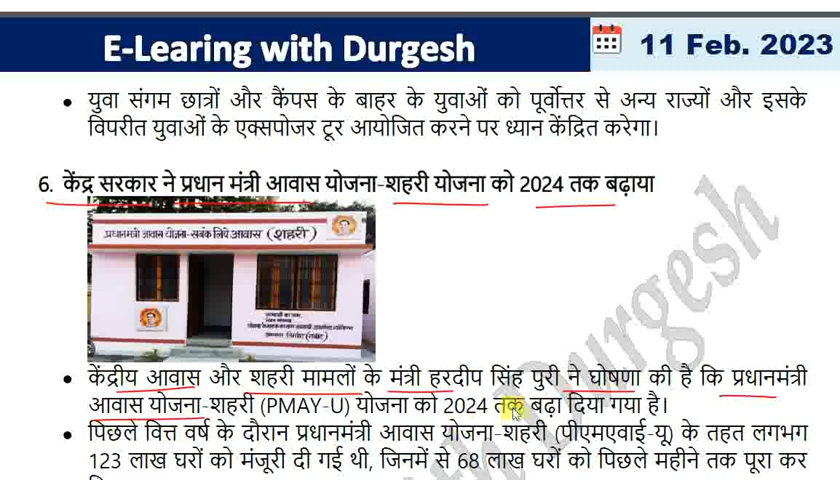 E-Learing with Durgesh
11 Feb. 2023
• युवा संगम छात्रों और कैंपस के बाहर के युवाओं को पूर्वोत्तर से अन्य राज्यों और इसके
विपरीत युवाओं के एक्सपोजर टूर आयोजित करने पर ध्यान केंद्रित करेगा।
6. केंद्र सरकार ने प्रधान मंत्री आवास योजना-शहरी योजना को 2024 तक बढ़ाया
प्रधानमंत्री आवास योजना-सबके लिये आवास (शहरी)
• केंद्रीय आवास और शहरी मामलों के मंत्री हरदीप सिंह पुरी ने घोषणा की है कि प्रधानमंत्री
आवास योजना-शहरी (PMAY-U) योजना को 2024 तक बढ़ा दिया गया है।
• पिछले वित्त वर्ष के दौरान प्रधानमंत्री आवास योजना-शहरी (पीएमएवाई-यू) के तहत लगभग
123 लाख घरों को मंजूरी दी गई थी, जिनमें से 68 लाख घरों को पिछले महीने तक पूरा कर